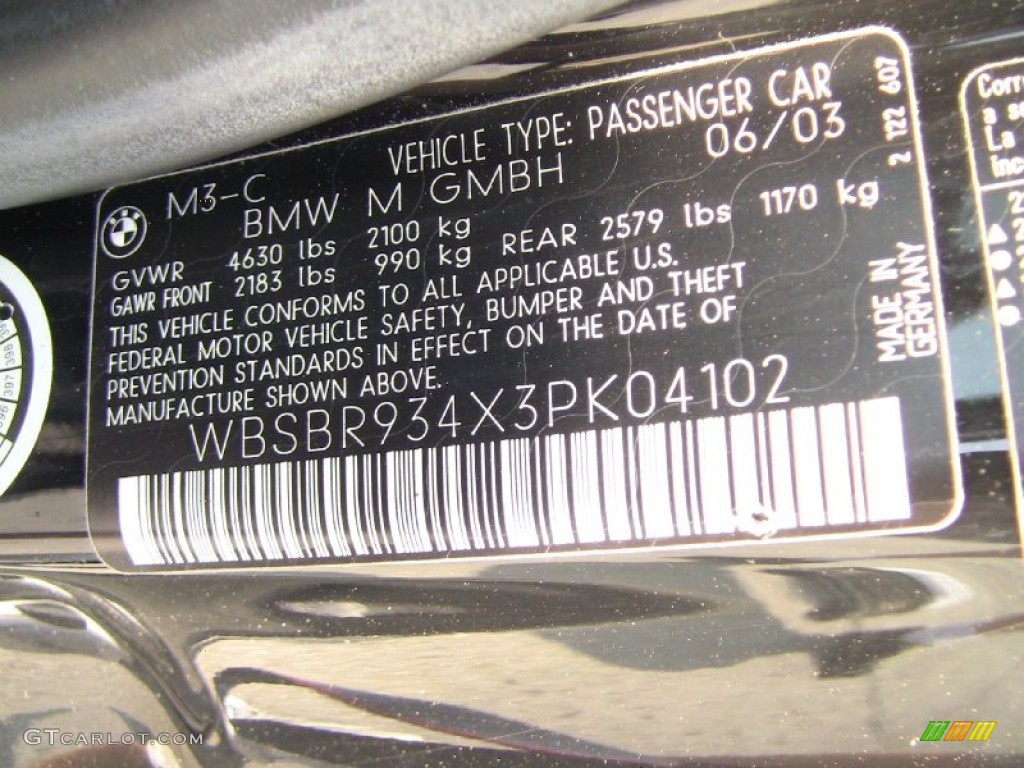 VEHICLE TYPE: PASSENGER CAR
M3-C 06/03
BMW M GMBH
GVWR 4630 lbs 2100 kg
GAWR FRONT 2183 lbs 990 kg REAR 2579 lbs 1170 kg
THIS VEHICLE CONFORMS TO ALL APPLICABLE U.S.
FEDERAL MOTOR VEHICLE SAFETY, BUMPER AND THEFT
PREVENTION STANDARDS IN EFFECT ON THE DATE OF
MANUFACTURE SHOWN ABOVE.
WBSBR934X3PK04102
2 122 607
MADE IN
GERMANY
BMW
a
La
GTCARLOT.COM